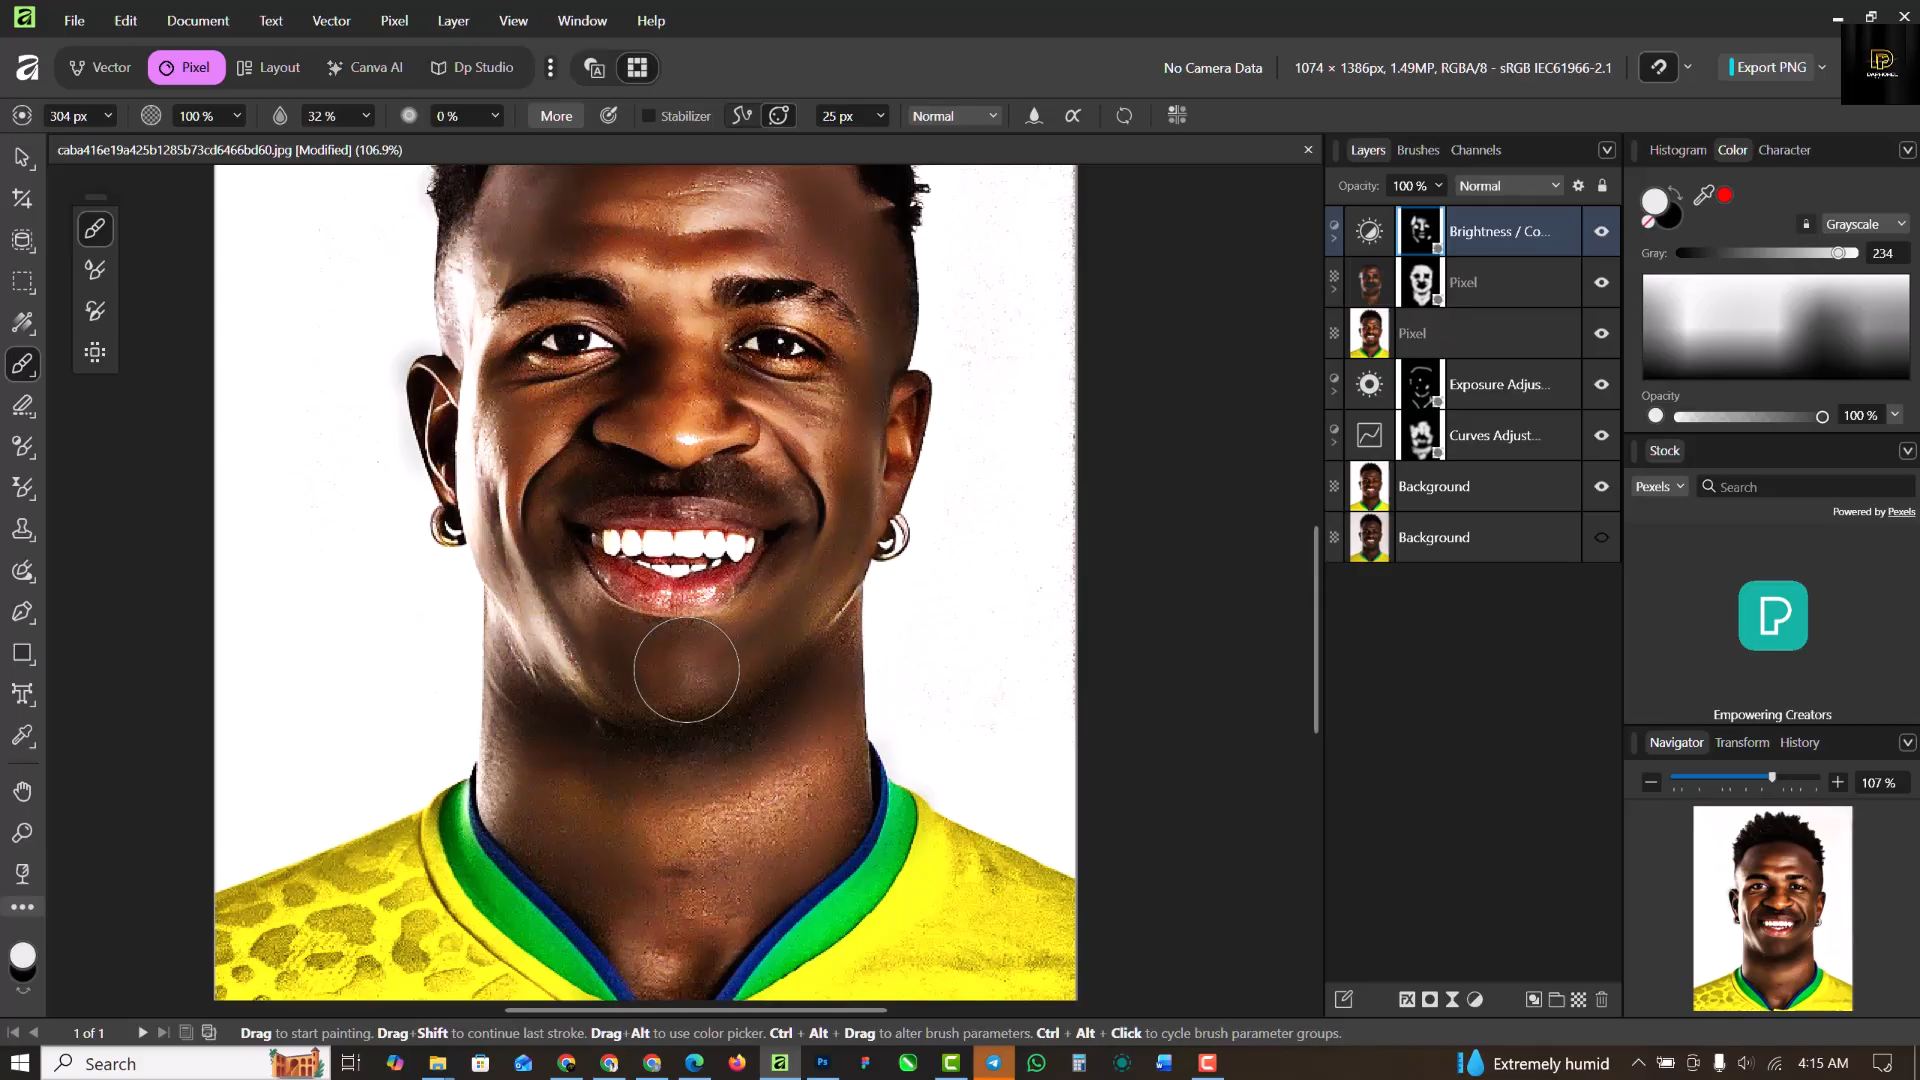 File Edit Document Text Vector Pixel Layer View Window Help
Vector Pixel Layout Canva AI Dp Studio
No Camera Data 1074 × 1386px, 1.49MP, RGBA/8 - sRGB IEC61966-2.1 Export PNG
304 px 100 % 32 % 0 % More Stabilizer 25 px Normal
caba416e19a425b1285b73cd6466bd60.jpg [Modified] (106.9%)
Layers Brushes Channels
Opacity: 100 % Normal
Brightness / Co...
Pixel
Pixel
Exposure Adjus...
Curves Adjust...
Background
Background
Histogram Color Character
Grayscale
Gray: 234
Opacity
100 %
Stock
Pexels Search
Powered by Pexels
Empowering Creators
Navigator Transform History
107 %
1 of 1 Drag to start painting. Drag+Shift to continue last stroke. Drag+Alt to use color picker. Ctrl + Alt + Drag to alter brush parameters. Ctrl + Alt + Click to cycle brush parameter groups.
Search Extremely humid 4:15 AM